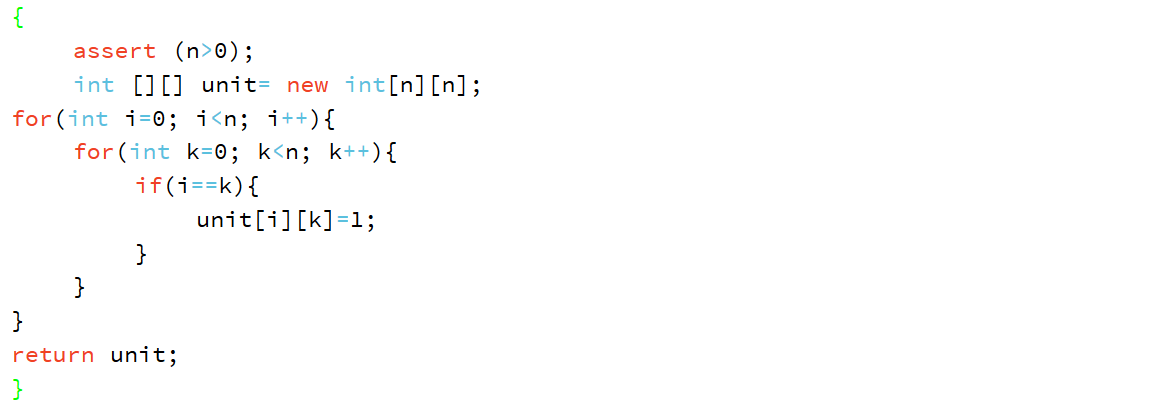 {
    assert (n>0);
    int [][] unit= new int[n][n];
for(int i=0; i<n; i++){
    for(int k=0; k<n; k++){
        if(i==k){
            unit[i][k]=1;
        }
    }
}
return unit;
}